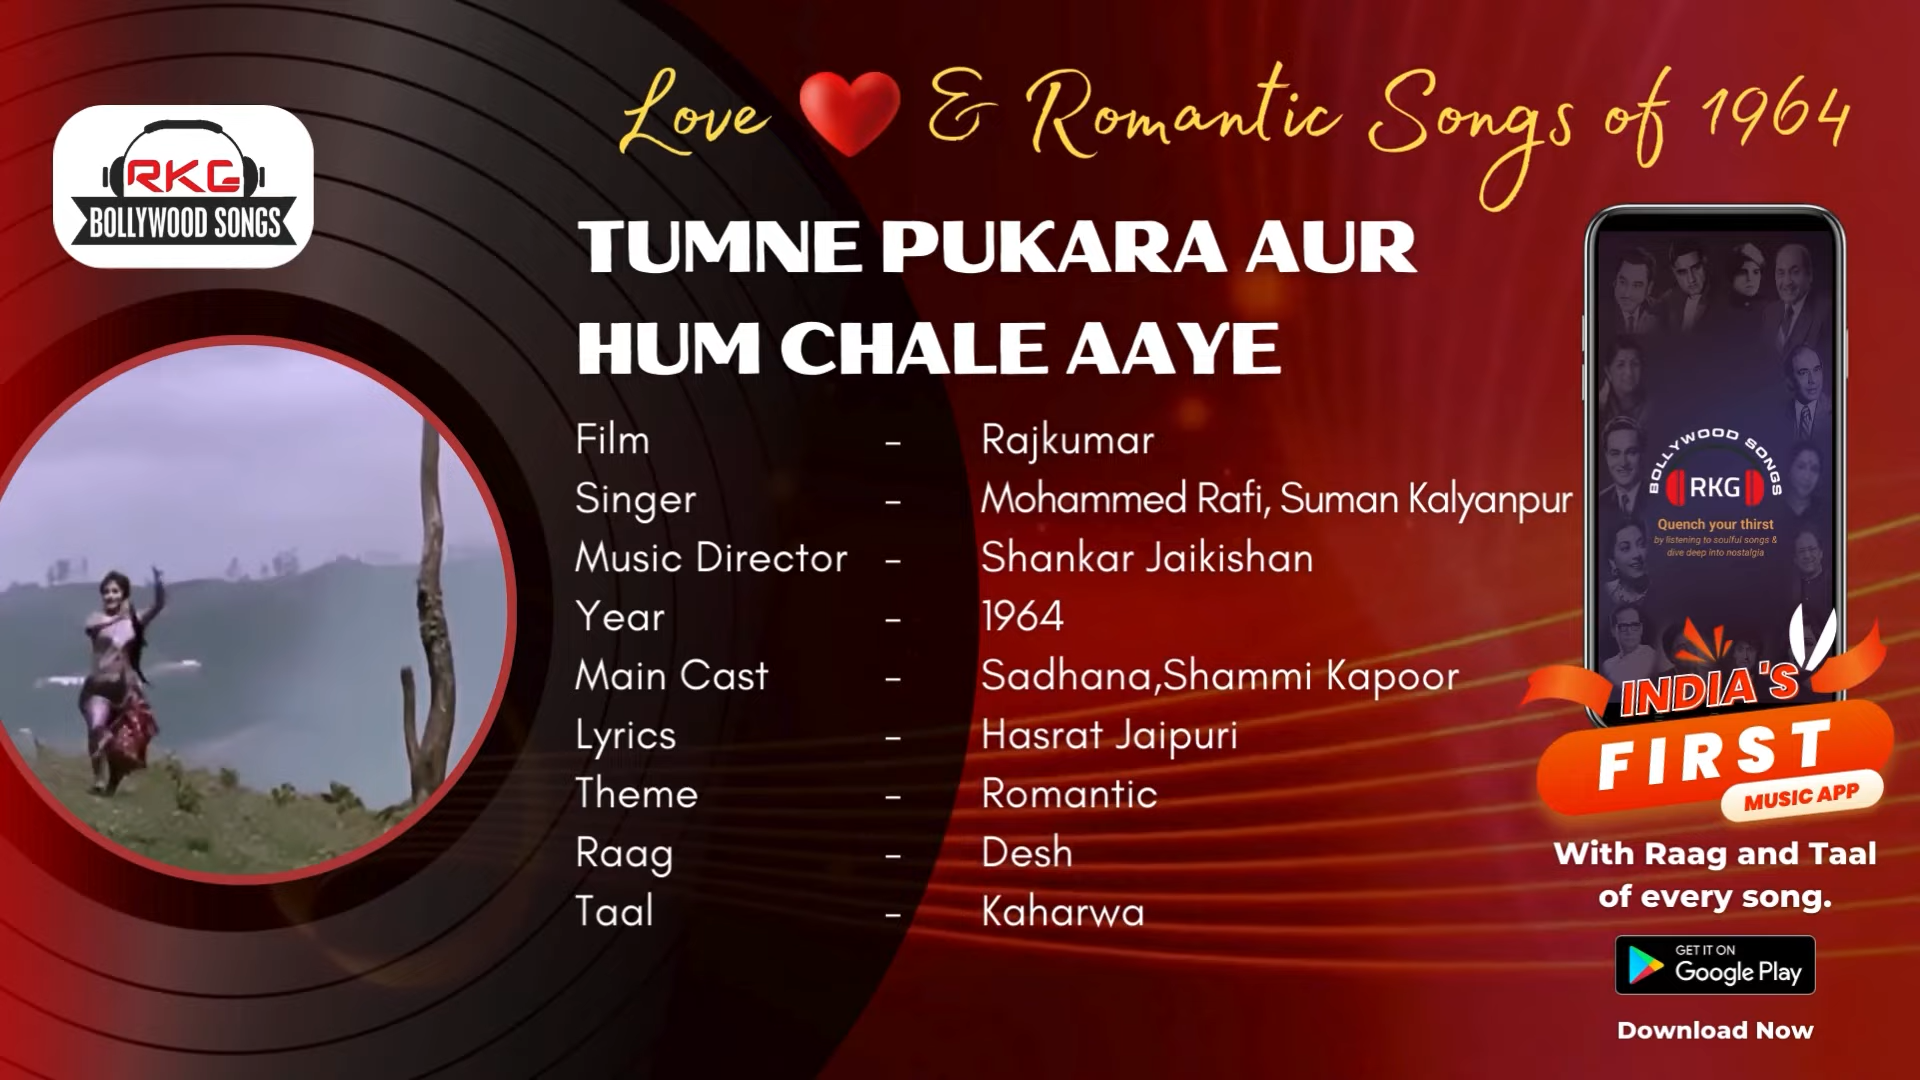 Love ❤ & Romantic Songs of 1964
RKG
BOLLYWOOD SONGS
TUMNE PUKARA AUR
HUM CHALE AAYE
Film - Rajkumar
Singer - Mohammed Rafi, Suman Kalyanpur
Music Director - Shankar Jaikishan
Year - 1964
Main Cast - Sadhana,Shammi Kapoor
Lyrics - Hasrat Jaipuri
Theme - Romantic
Raag - Desh
Taal - Kaharwa
BOLLYWOOD SONGS
RKG
Quench your thirst
by listening to soulful songs &
dive deep into nostalgia
INDIA'S
FIRST
MUSIC APP
With Raag and Taal
of every song.
GET IT ON
Google Play
Download Now